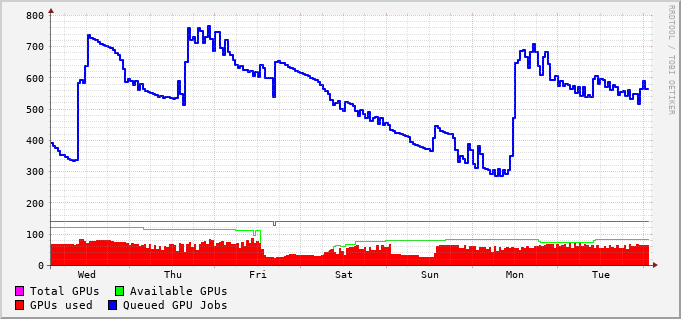 800
700
600
500
400
300
200
100
0
Wed Thu Fri Sat Sun Mon Tue
RRDTOOL / TOBI OETIKER
Total GPUs Available GPUs
GPUs used Queued GPU Jobs